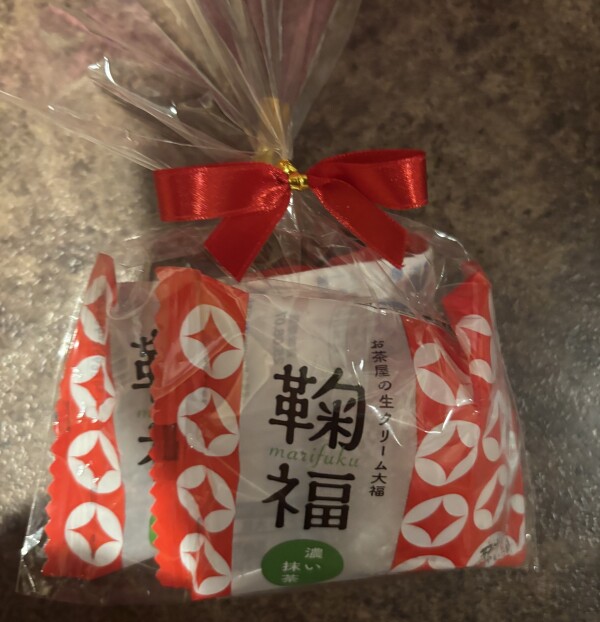 お茶屋の生クリーム大福
鞠福
marifuku
濃い
抹茶